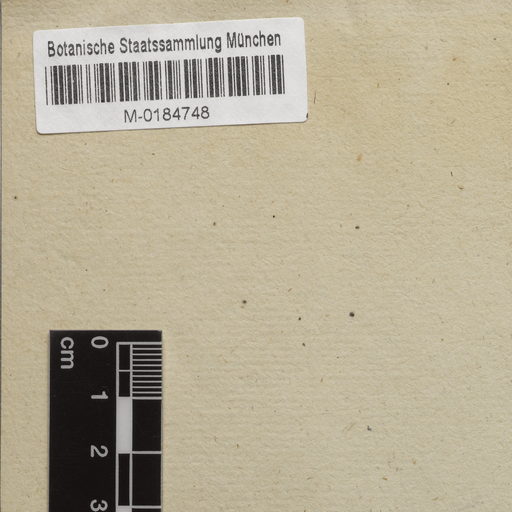 Botanische Staatssammlung München
M-0184748
cm
0
1
2
3